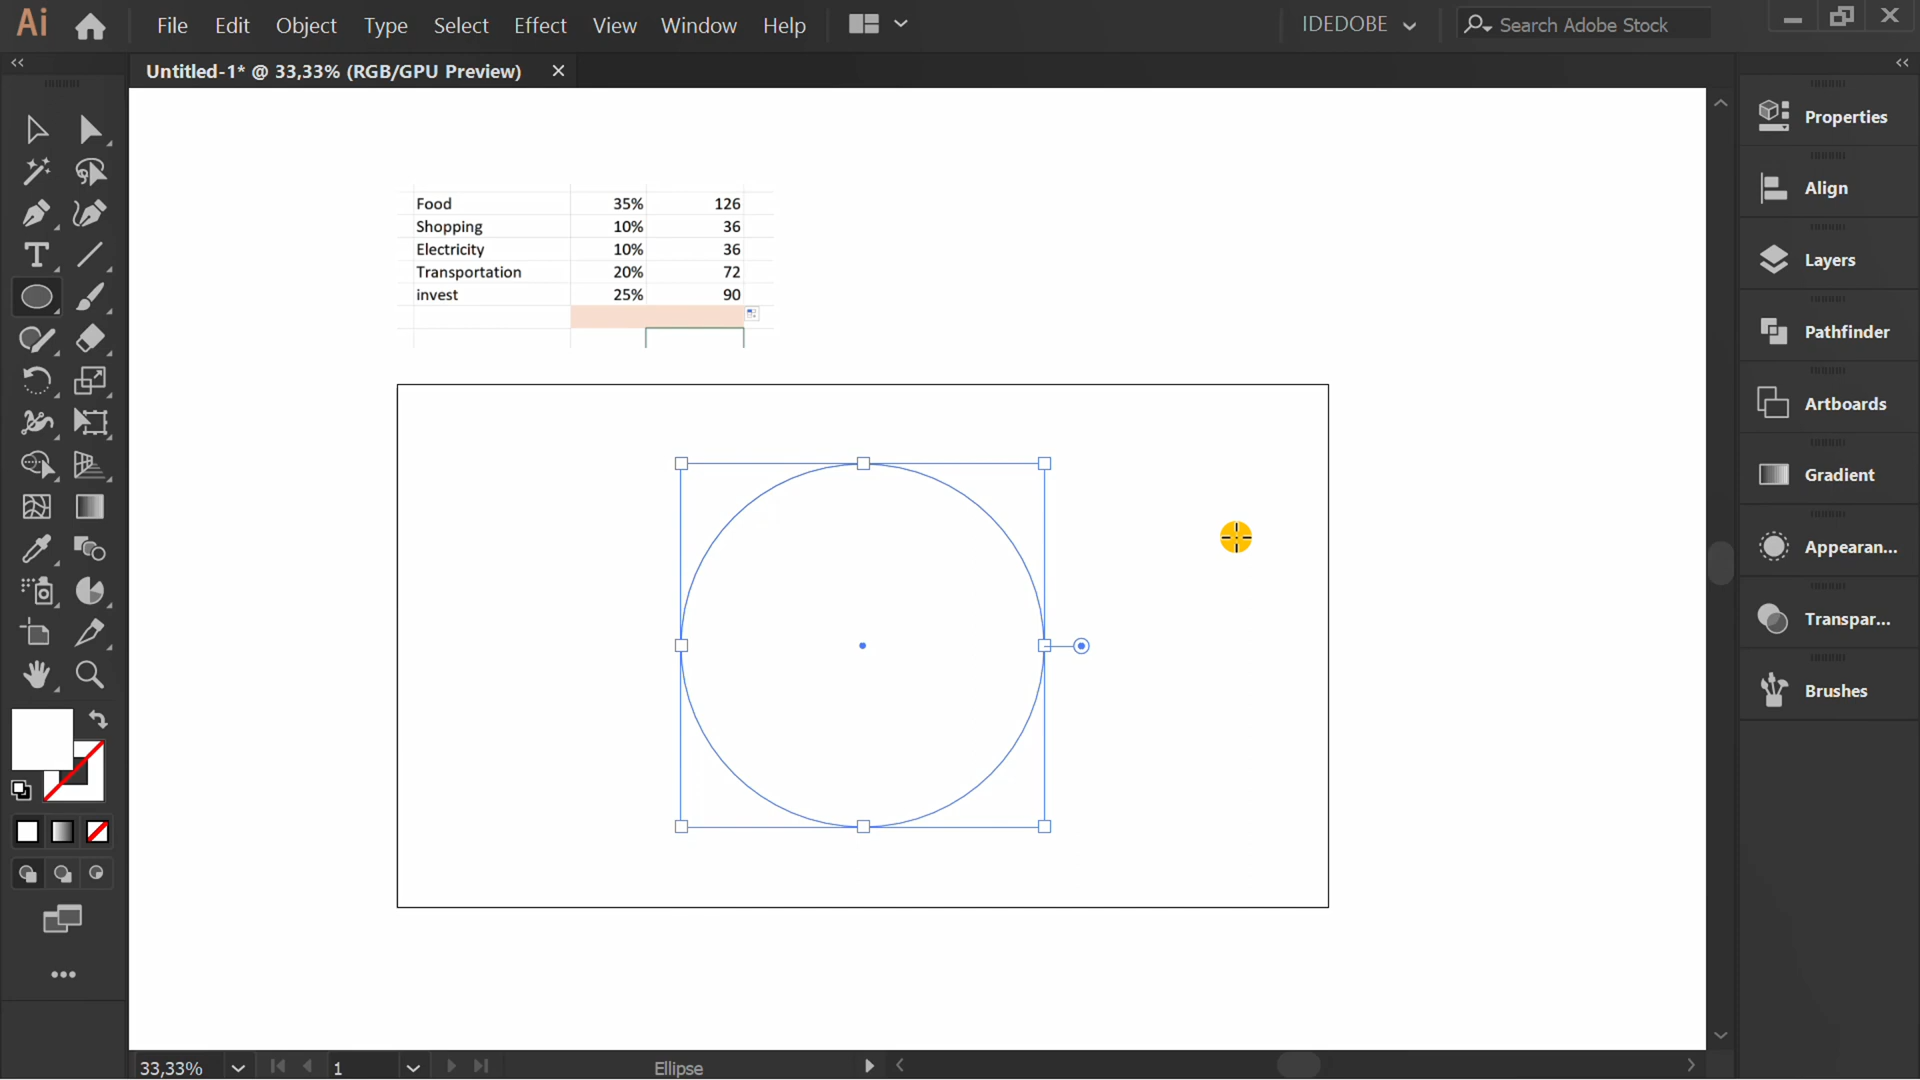 Ai File Edit Object Type Select Effect View Window Help IDEDOBE Search Adobe Stock
Untitled-1* @ 33,33% (RGB/GPU Preview)
Food 35% 126
Shopping 10% 36
Electricity 10% 36
Transportation 20% 72
invest 25% 90
Properties
Align
Layers
Pathfinder
Artboards
Gradient
Appearan...
Transpar...
Brushes
33,33% 1 Ellipse